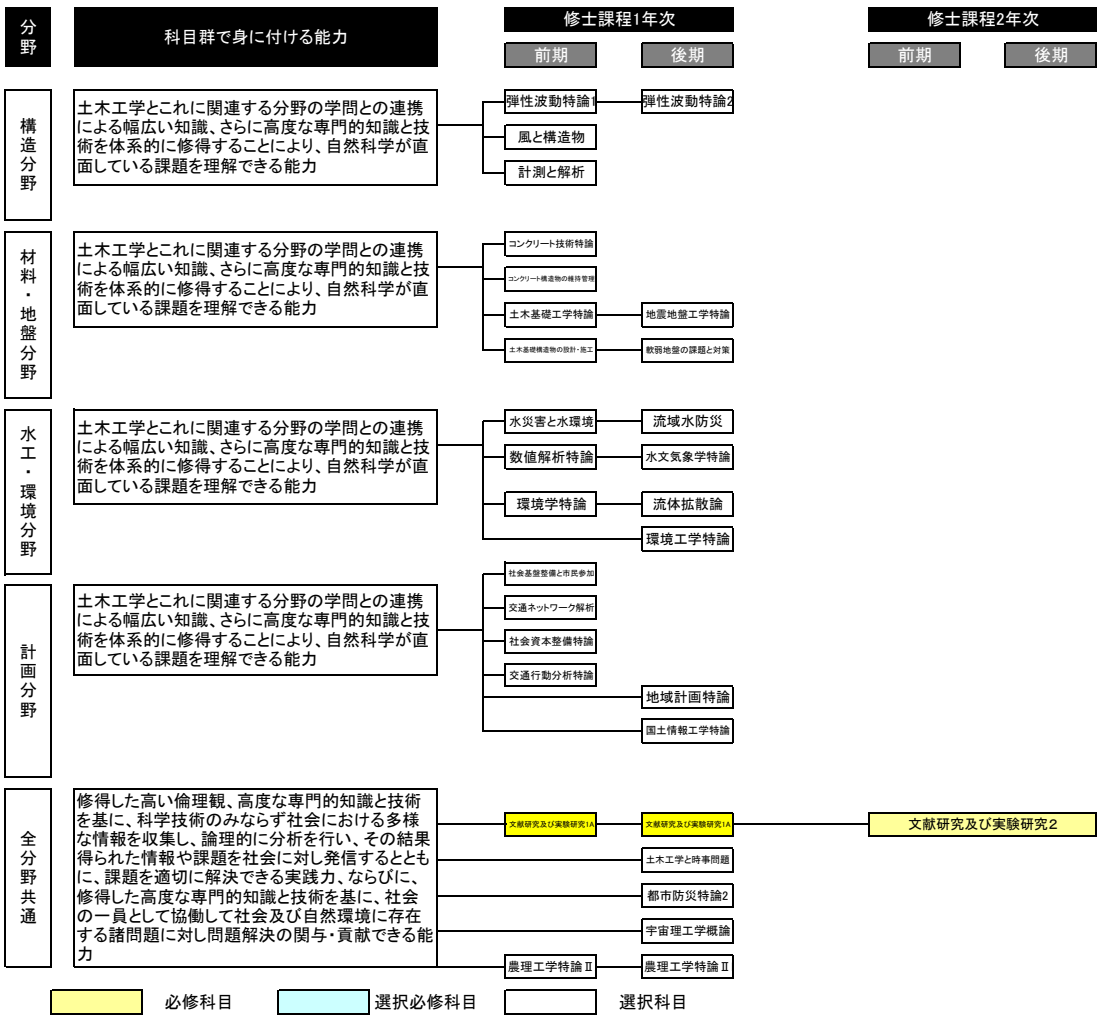 分野
科目群で身に付ける能力
修士課程1年次
修士課程2年次
前期
後期
前期
後期
構造分野
土木工学とこれに関連する分野の学問との連携
による幅広い知識、さらに高度な専門的知識と技
術を体系的に修得することにより、自然科学が直
面している課題を理解できる能力
弾性波動特論1
弾性波動特論2
風と構造物
計測と解析
材料・地盤分野
土木工学とこれに関連する分野の学問との連携
による幅広い知識、さらに高度な専門的知識と技
術を体系的に修得することにより、自然科学が直
面している課題を理解できる能力
コンクリート技術特論
コンクリート構造物の維持管理
土木基礎工学特論
地震地盤工学特論
土木基礎構造物の設計・施工
軟弱地盤の課題と対策
水工・環境分野
土木工学とこれに関連する分野の学問との連携
による幅広い知識、さらに高度な専門的知識と技
術を体系的に修得することにより、自然科学が直
面している課題を理解できる能力
水災害と水環境
流域水防災
数値解析特論
水文気象学特論
環境学特論
流体拡散論
環境工学特論
計画分野
土木工学とこれに関連する分野の学問との連携
による幅広い知識、さらに高度な専門的知識と技
術を体系的に修得することにより、自然科学が直
面している課題を理解できる能力
社会基盤整備と市民参加
交通ネットワーク解析
社会資本整備特論
交通行動分析特論
地域計画特論
国土情報工学特論
全分野共通
修得した高い倫理観、高度な専門的知識と技術
を基に、科学技術のみならず社会における多様
な情報を収集し、論理的に分析を行い、その結果
得られた情報や課題を社会に対し発信するととも
に、課題を適切に解決できる実践力、ならびに、
修得した高度な専門的知識と技術を基に、社会
の一員として協働して社会及び自然環境に存在
する諸問題に対し問題解決の関与・貢献できる能
力
文献研究及び実験研究1A
文献研究及び実験研究1A
文献研究及び実験研究2
土木工学と時事問題
都市防災特論2
宇宙理工学概論
農理工学特論Ⅱ
農理工学特論Ⅱ
必修科目
選択必修科目
選択科目